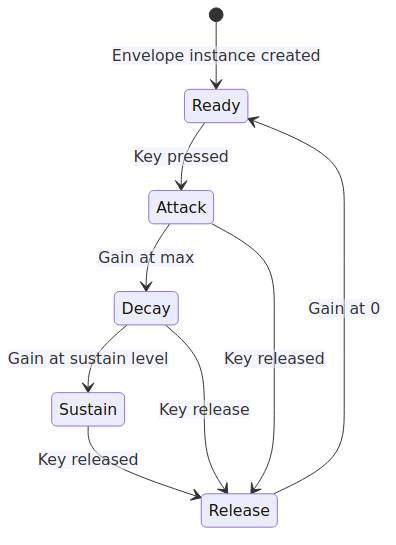 Envelope instance created
Ready
Key pressed
Attack
Gain at max
Decay
Gain at 0
Gain at sustain level
Key released
Sustain
Key release
Key released
Release